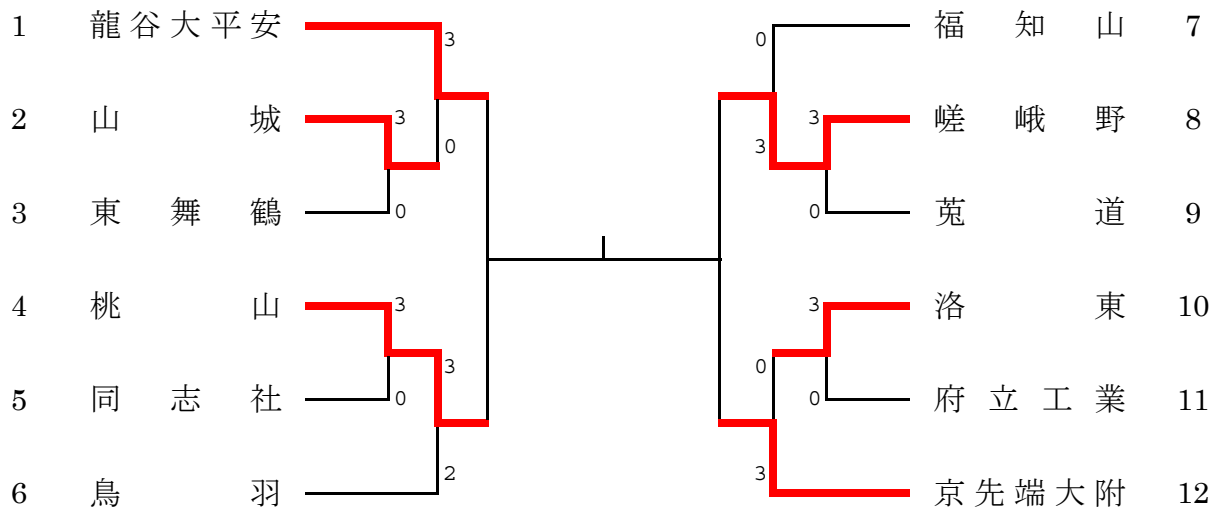 1 龍谷大平安 3 0 福知山 7
2 山城 3 3 嵯峨野 8
0 3
3 東舞鶴 0 0 菟道 9
4 桃山 3 3 洛東 10
3 0
5 同志社 0 0 府立工業 11
2 3
6 鳥羽 京先端大附 12